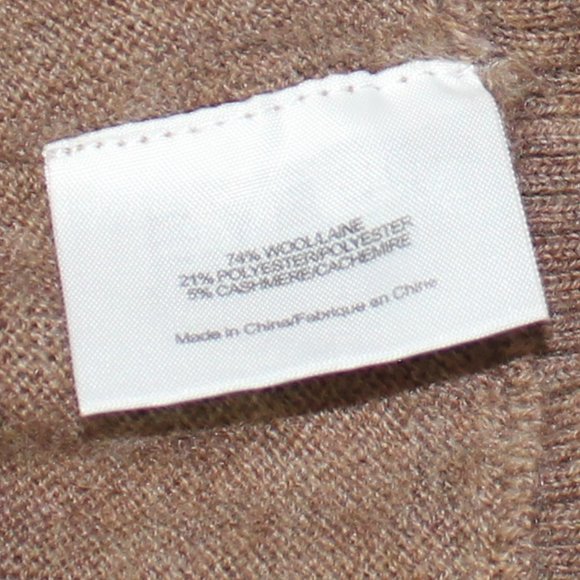 74% WOOL/LAINE
21% POLYESTER/POLYESTER
5% CASHMERE/CACHEMIRE
Made in China/Fabrique en Chine